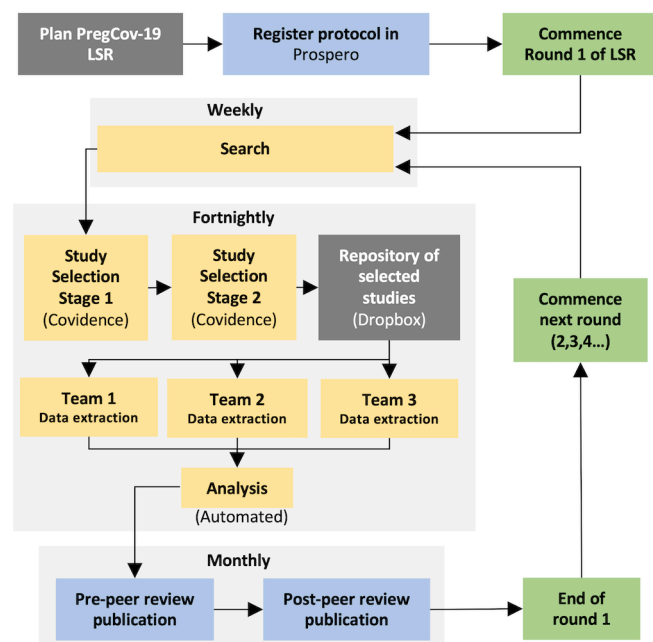 Plan PregCov-19
LSR
Register protocol in
Prospero
Commence
Round 1 of LSR
Weekly
Search
Fortnightly
Study
Selection
Stage 1
(Covidence)
Study
Selection
Stage 2
(Covidence)
Repository of
selected
studies
(Dropbox)
Commence
next round
(2,3,4...)
Team 1
Data extraction
Team 2
Data extraction
Team 3
Data extraction
Analysis
(Automated)
Monthly
Pre-peer review
publication
Post-peer review
publication
End of
round 1